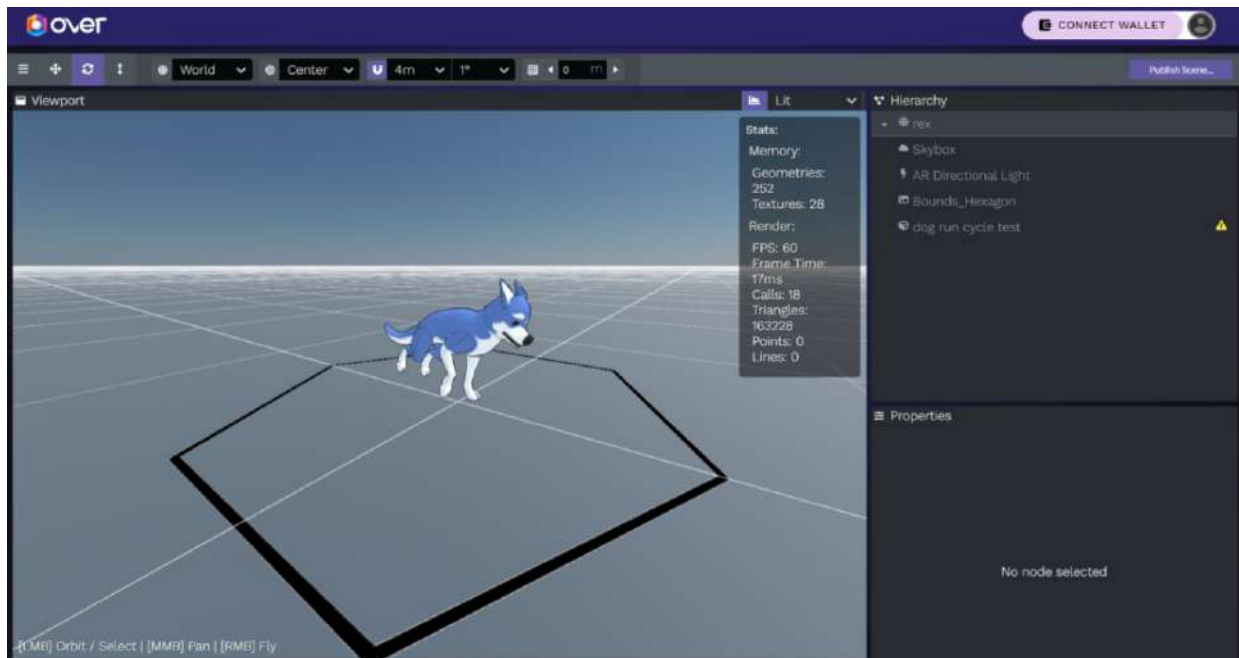 over
CONNECT WALLET
World
Center
4m
1°
0 m
Publish Scene...
Viewport
Lit
Hierarchy
rex
Skybox
AR Directional Light
Bounds_Hexagon
dog run cycle test
Stats:
Memory:
Geometries:
252
Textures: 28
Render:
FPS: 60
Frame Time:
17ms
Calls: 18
Triangles:
163228
Points: 0
Lines: 0
Properties
No node selected
[LMB] Orbit / Select | [MMB] Pan | [RMB] Fly